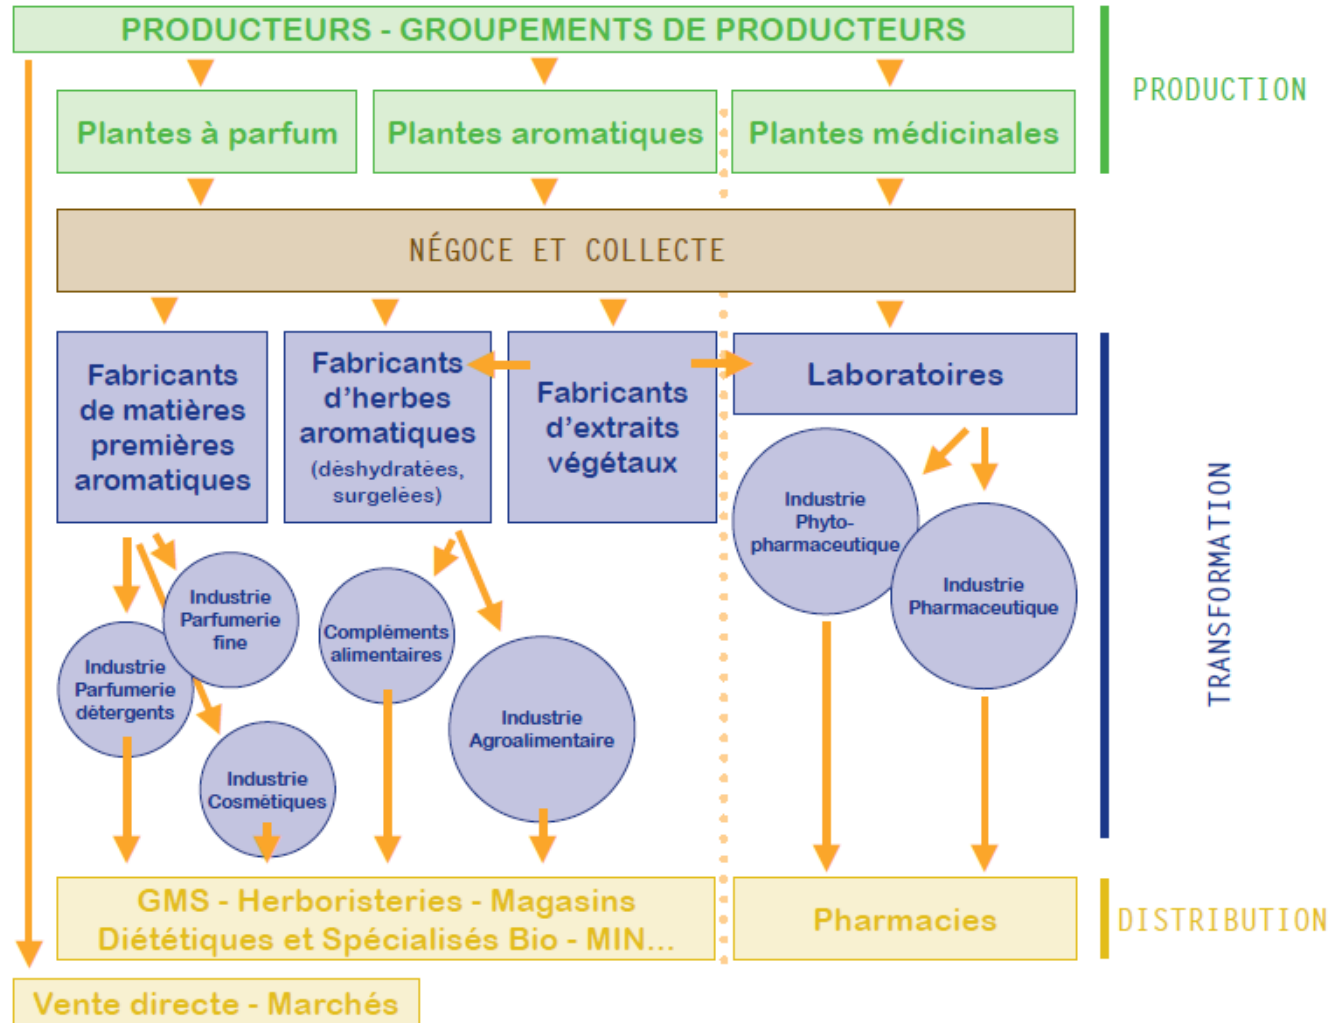 PRODUCTEURS - GROUPEMENTS DE PRODUCTEURS
PRODUCTION
Plantes à parfum
Plantes aromatiques
Plantes médicinales
NÉGOCE ET COLLECTE
Fabricants
de matières
premières
aromatiques
Fabricants
d'herbes
aromatiques
(déshydratées,
surgelées)
Fabricants
d'extraits
végétaux
Laboratoires
TRANSFORMATION
Industrie
Phyto-
pharmaceutique
Industrie
Pharmaceutique
Industrie
Parfumerie
fine
Industrie
Parfumerie
détergents
Industrie
Cosmétiques
Compléments
alimentaires
Industrie
Agroalimentaire
GMS - Herboristeries - Magasins
Diététiques et Spécialisés Bio - MIN...
Pharmacies
DISTRIBUTION
Vente directe - Marchés